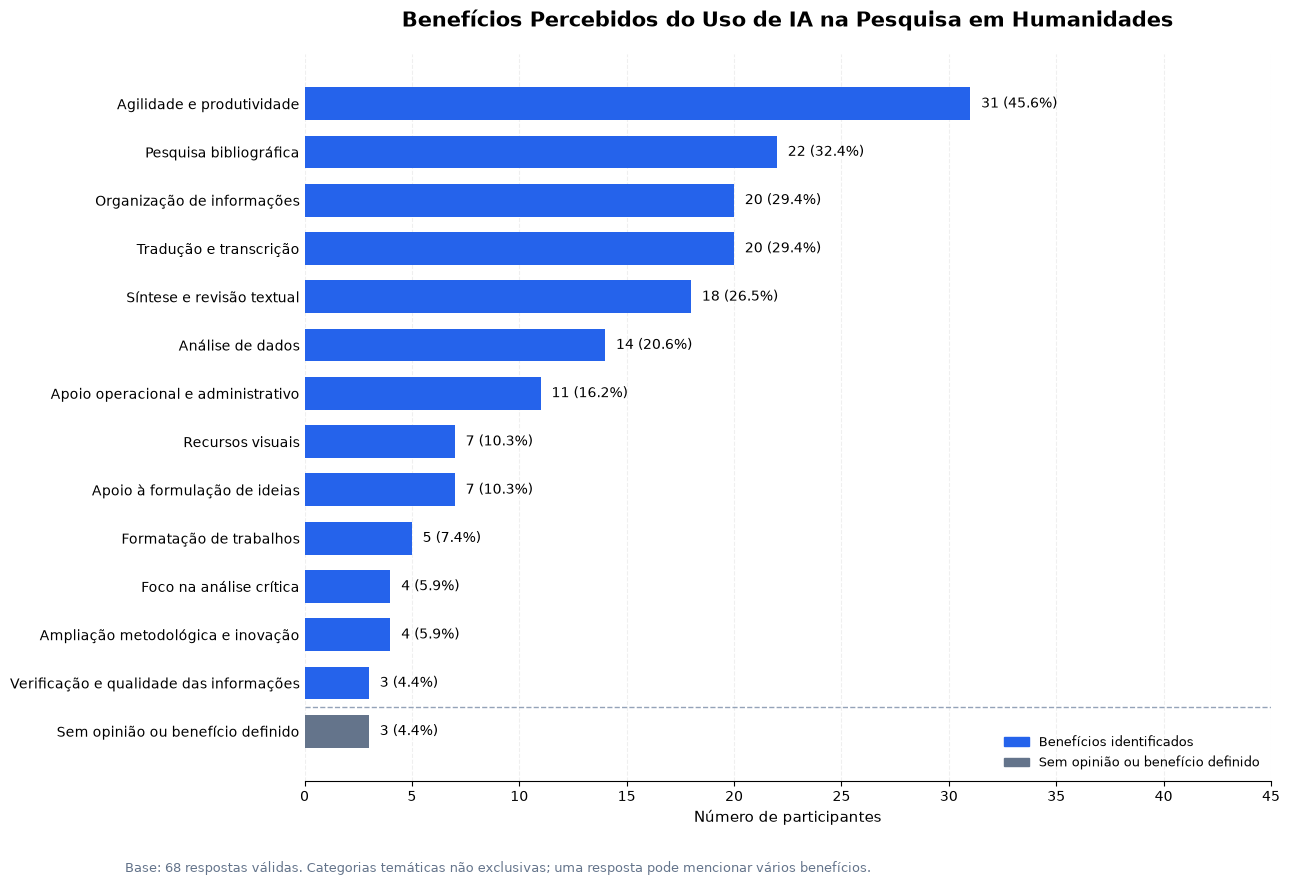 Benefícios Percebidos do Uso de IA na Pesquisa em Humanidades
Agilidade e produtividade 31 (45.6%)
Pesquisa bibliográfica 22 (32.4%)
Organização de informações 20 (29.4%)
Tradução e transcrição 20 (29.4%)
Síntese e revisão textual 18 (26.5%)
Análise de dados 14 (20.6%)
Apoio operacional e administrativo 11 (16.2%)
Recursos visuais 7 (10.3%)
Apoio à formulação de ideias 7 (10.3%)
Formatação de trabalhos 5 (7.4%)
Foco na análise crítica 4 (5.9%)
Ampliação metodológica e inovação 4 (5.9%)
Verificação e qualidade das informações 3 (4.4%)
Sem opinião ou benefício definido 3 (4.4%)
Benefícios identificados
Sem opinião ou benefício definido
0 5 10 15 20 25 30 35 40 45
Número de participantes
Base: 68 respostas válidas. Categorias temáticas não exclusivas; uma resposta pode mencionar vários benefícios.